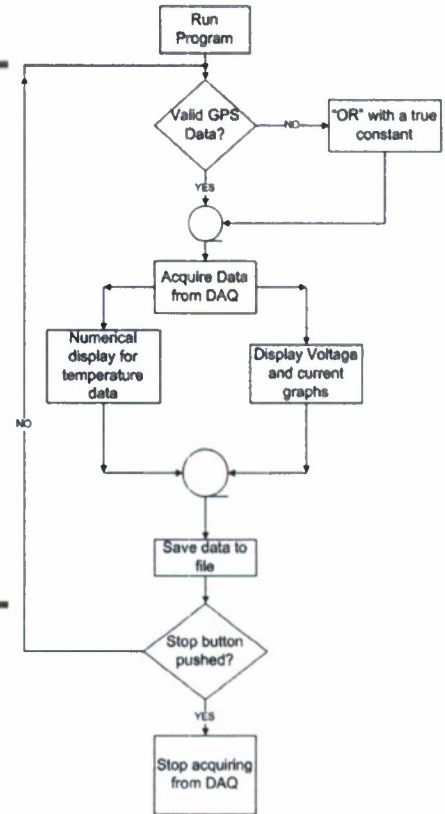 Run
Program
Valid GPS
Data?
NO
"OR" with a true
constant
YES
Acquire Data
from DAQ
Numerical
display for
temperature
data
Display Voltaga
and current
graphs
NO
Save data to
file
Stop button
pushed?
YES
Stop acquiring
from DAQ